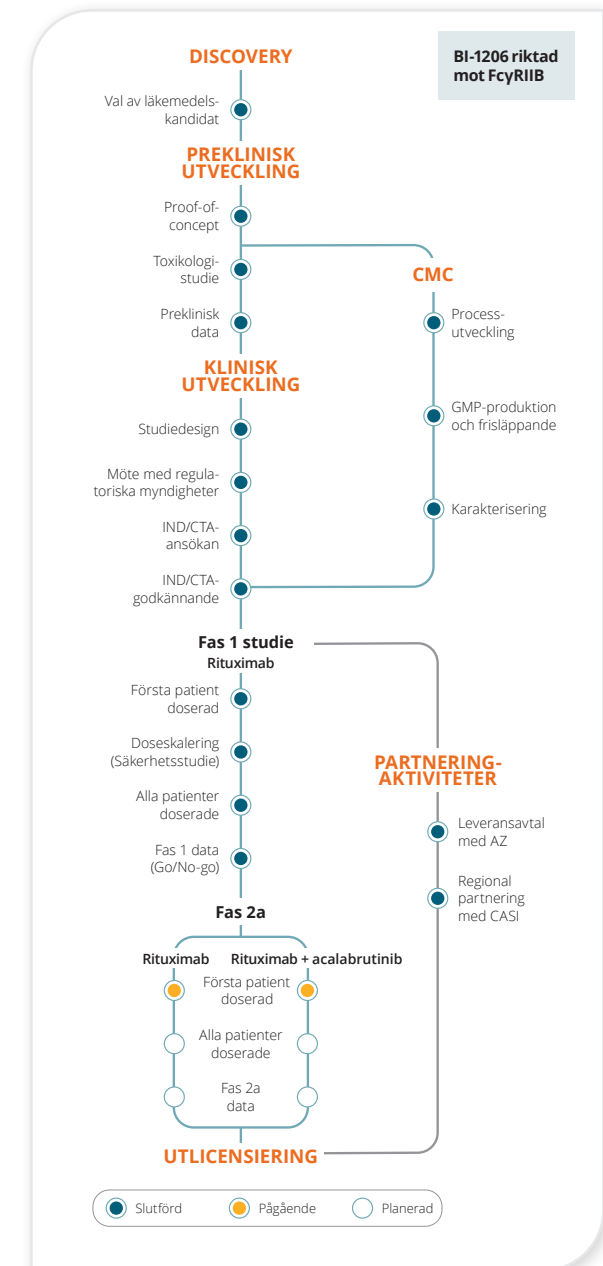 DISCOVERY
BI-1206 riktad
mot FcyRIIB
Val av läkemedels-
kandidat
PREKLINISK
UTVECKLING
Proof-of-
concept
Toxikologi-
studie
CMC
Preklinisk
data
Process-
utveckling
KLINISK
UTVECKLING
Studiedesign
GMP-produktion
och frisläppande
Möte med regula-
toriska myndigheter
Karakterisering
IND/CTA-
ansökan
IND/CTA-
godkännande
Fas 1 studie
Rituximab
Första patient
doserad
Doseskalering
(Säkerhetsstudie)
PARTNERING-
AKTIVITETER
Alla patienter
doserade
Leveransavtal
med AZ
Fas 1 data
(Go/No-go)
Regional
partnering
med CASI
Fas 2a
Rituximab
Rituximab + acalabrutinib
Första patient
doserad
Alla patienter
doserade
Fas 2a
data
UTLICENSIERING
Slutförd
Pågående
Planerad